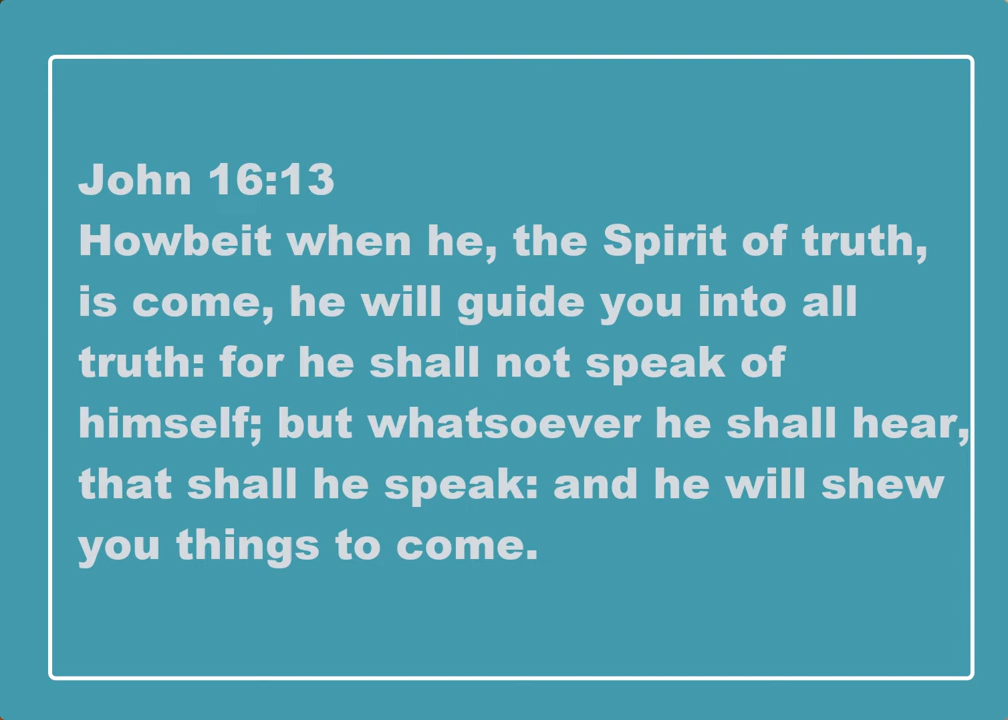 John 16:13
Howbeit when he, the Spirit of truth,
is come, he will guide you into all
truth: for he shall not speak of
himself; but whatsoever he shall hear,
that shall he speak: and he will shew
you things to come.